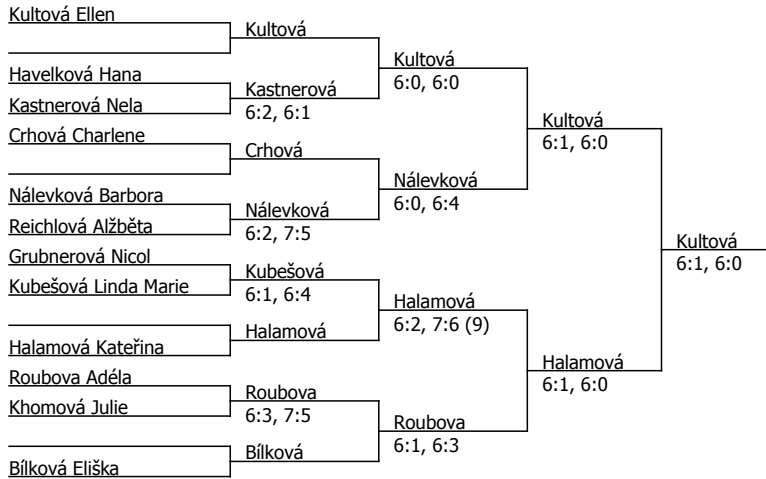 Kultová Ellen
Havelková Hana
Kastnerová Nela
Crhová Charlene
Nálevková Barbora
Reichlová Alžběta
Grubnerová Nicol
Kubešová Linda Marie
Halamová Kateřina
Roubova Adéla
Khomová Julie
Bílková Eliška
Kultová
Kastnerová
6:2, 6:1
Crhová
Nálevková
6:2, 7:5
Kubešová
6:1, 6:4
Halamová
Roubova
6:3, 7:5
Bílková
Kultová
6:0, 6:0
Nálevková
6:0, 6:4
Halamová
6:2, 7:6 (9)
Roubova
6:1, 6:3
Kultová
6:1, 6:0
Halamová
6:1, 6:0
Kultová
6:1, 6:0